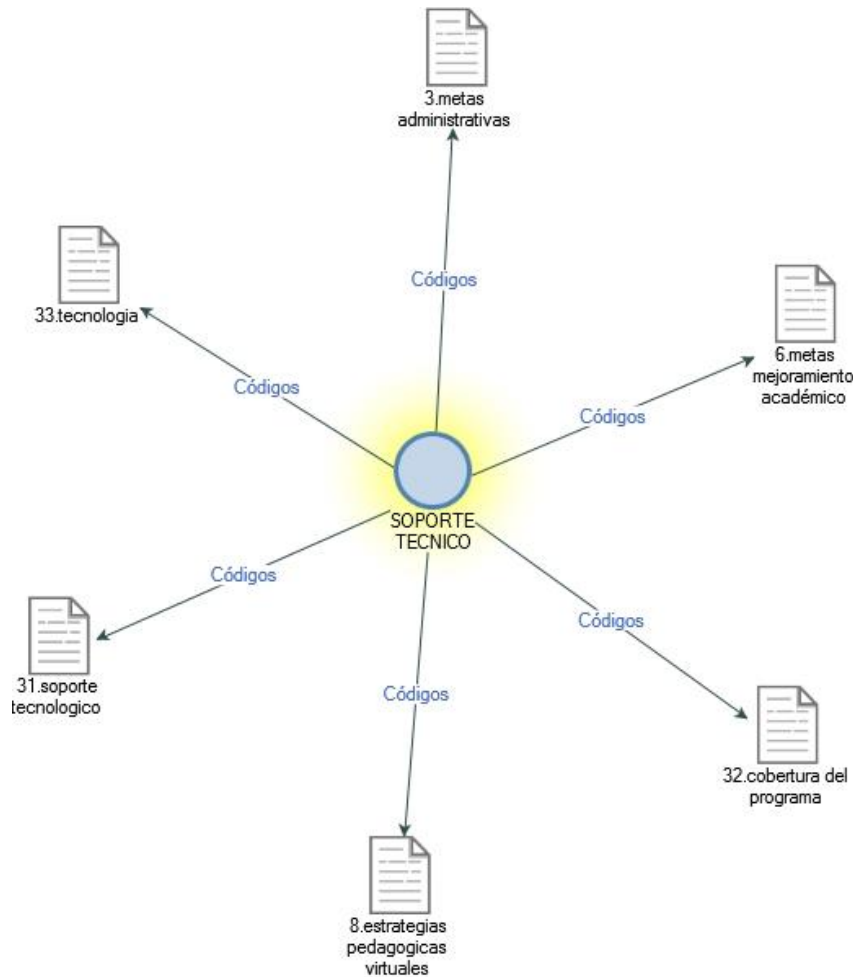 3.metas
administrativas
Códigos
33.tecnologia
Códigos
6.metas
mejoramiento
académico
Códigos
SOPORTE
TECNICO
Códigos
31.soporte
tecnologico
Códigos
32.cobertura del
programa
Códigos
8.estrategias
pedagogicas
virtuales